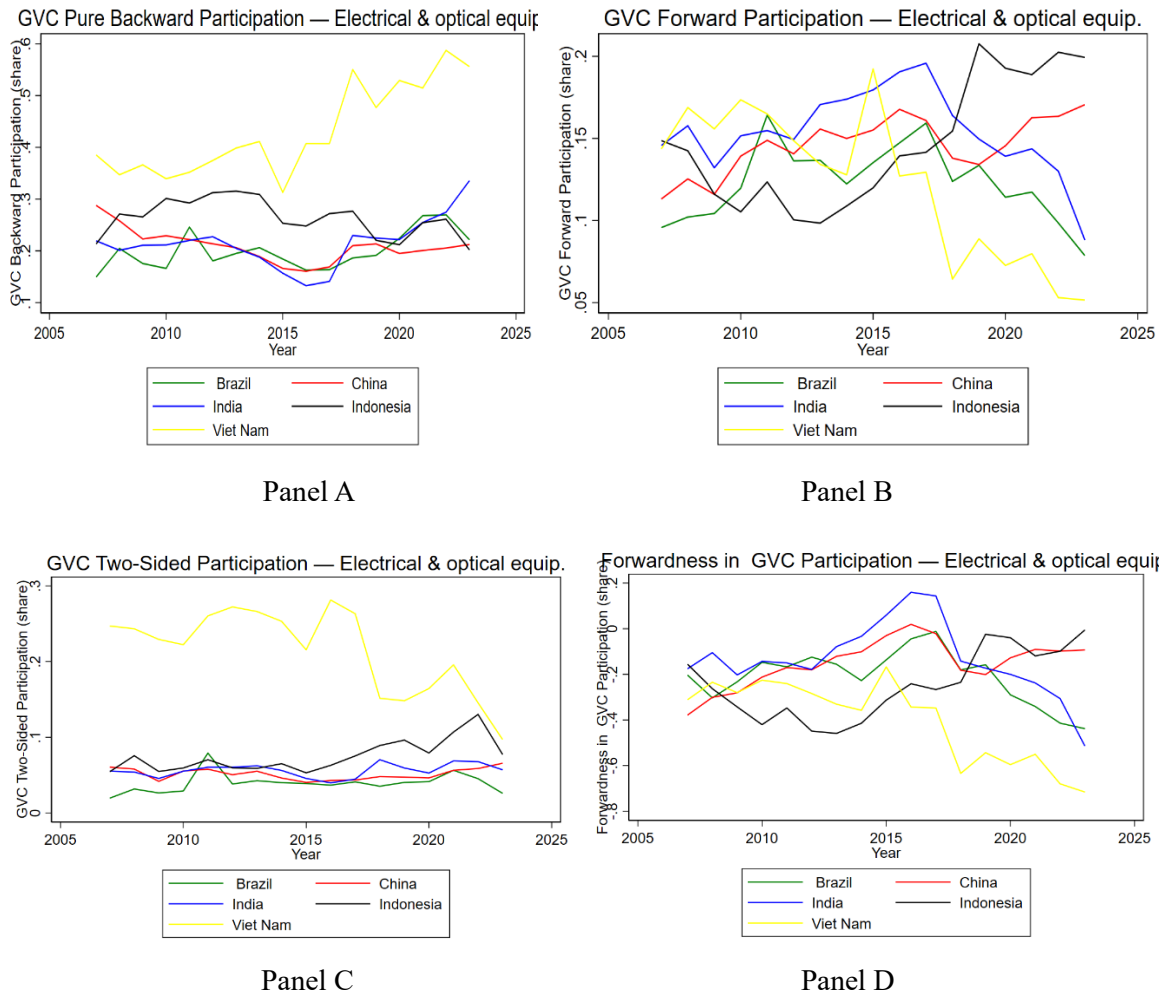 GVC Pure Backward Participation — Electrical & optical equip
GVC Backward Participation (share)
.6
.5
.4
.3
.2
.1
2005 2010 2015 2020 2025
Year
Brazil China
India Indonesia
Viet Nam
Panel A
GVC Forward Participation — Electrical & optical equip.
GVC Forward Participation (share)
.2
.15
.1
.05
2005 2010 2015 2020 2025
Year
Brazil China
India Indonesia
Viet Nam
Panel B
GVC Two-Sided Participation — Electrical & optical equip.
GVC Two-Sided Participation (share)
.3
.2
.1
0
2005 2010 2015 2020 2025
Year
Brazil China
India Indonesia
Viet Nam
Panel C
Forwardness in GVC Participation — Electrical & optical equip
Forwardness in GVC Participation (share)
.2
0
-.2
-.4
-.6
-.8
2005 2010 2015 2020 2025
Year
Brazil China
India Indonesia
Viet Nam
Panel D